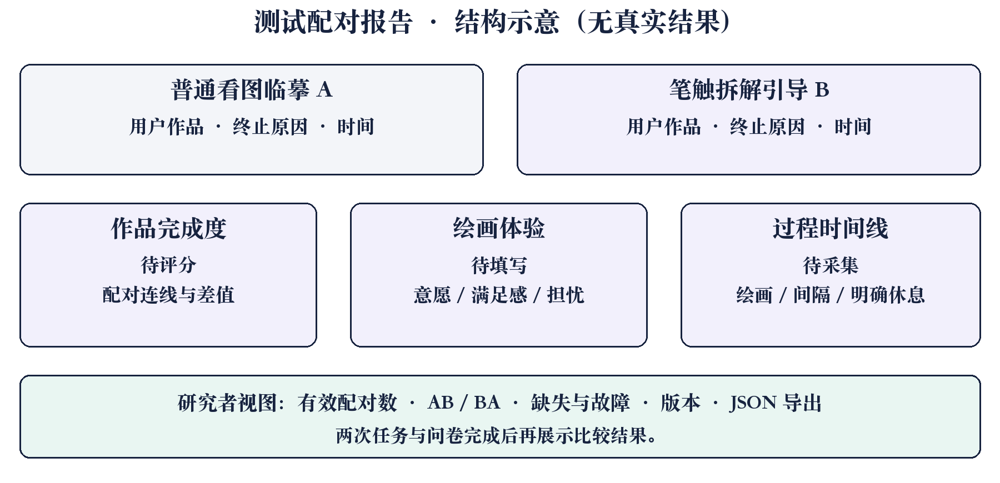 测试配对报告 · 结构示意（无真实结果）
普通看图临摹 A
用户作品 · 终止原因 · 时间
笔触拆解引导 B
用户作品 · 终止原因 · 时间
作品完成度
待评分
配对连线与差值
绘画体验
待填写
意愿 / 满足感 / 担忧
过程时间线
待采集
绘画 / 间隔 / 明确休息
研究者视图：有效配对数 · AB / BA · 缺失与故障 · 版本 · JSON 导出
两次任务与问卷完成后再展示比较结果。